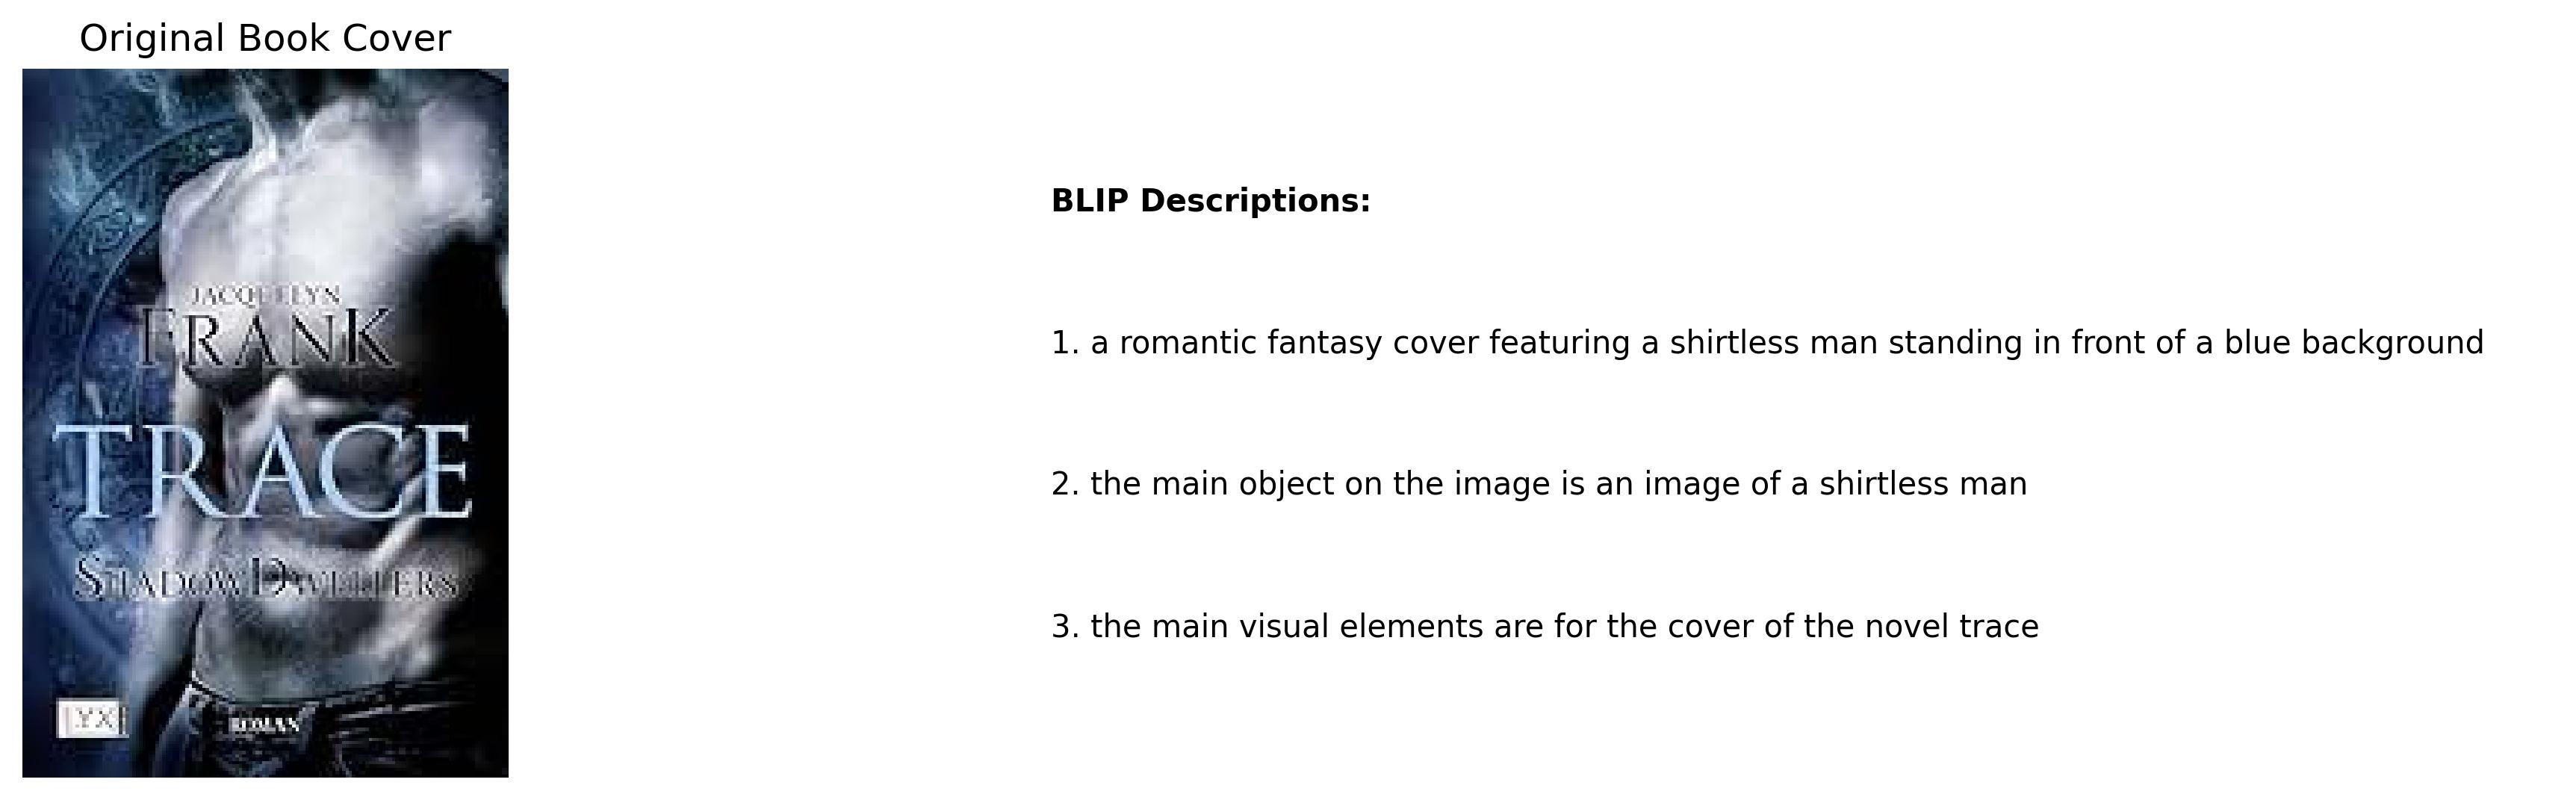 Original Book Cover
JACQUELYN
FRANK
TRACE
SHADOWDWELLERS
LYX
ROMAN
BLIP Descriptions:
1. a romantic fantasy cover featuring a shirtless man standing in front of a blue background
2. the main object on the image is an image of a shirtless man
3. the main visual elements are for the cover of the novel trace